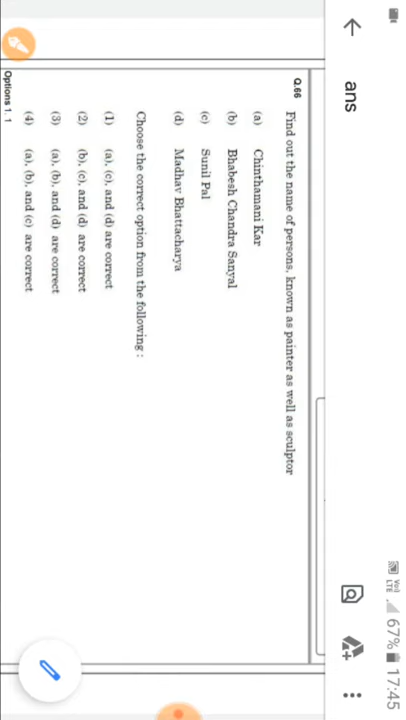 ans
Vo)
LTE
67%
17:45
Q.66 Find out the name of persons, known as painter as well as sculptor
(a) Chinthamani Kar
(b) Bhabesh Chandra Sanyal
(c) Sunil Pal
(d) Madhav Bhattacharya
Choose the correct option from the following :
(1) (a), (c), and (d) are correct
(2) (b), (c), and (d) are correct
(3) (a), (b), and (d) are correct
(4) (a), (b), and (c) are correct
Options 1. 1